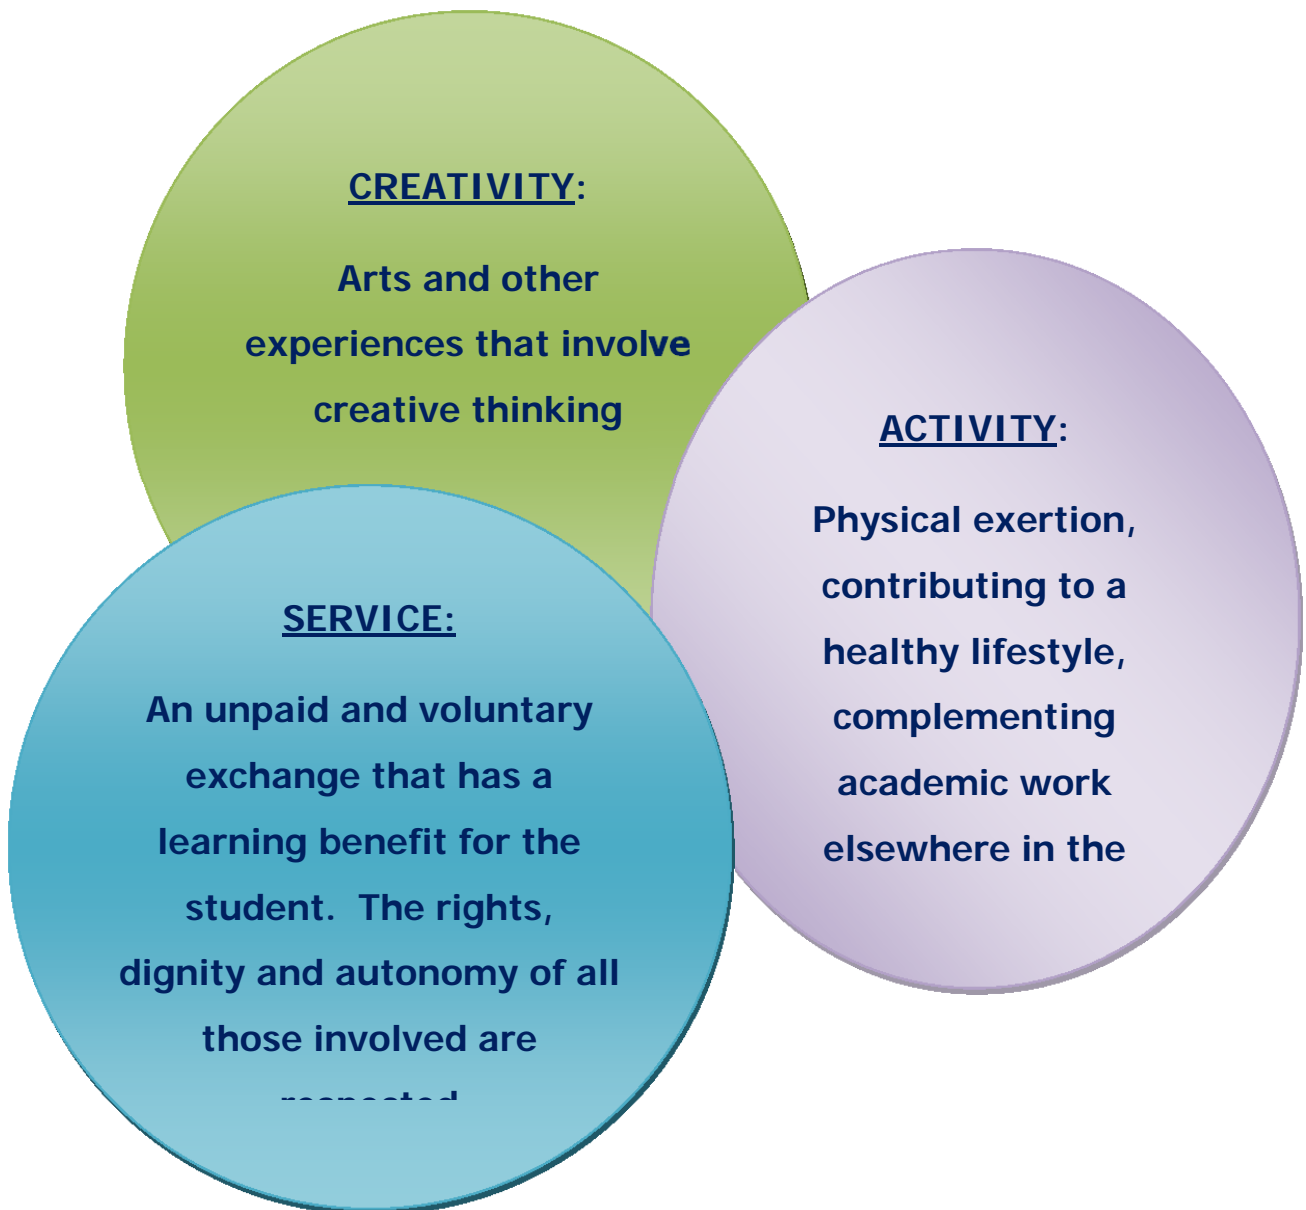 CREATIVITY:
Arts and other
experiences that involve
creative thinking
ACTIVITY:
Physical exertion,
contributing to a
healthy lifestyle,
complementing
academic work
elsewhere in the
SERVICE:
An unpaid and voluntary
exchange that has a
learning benefit for the
student. The rights,
dignity and autonomy of all
those involved are
respected